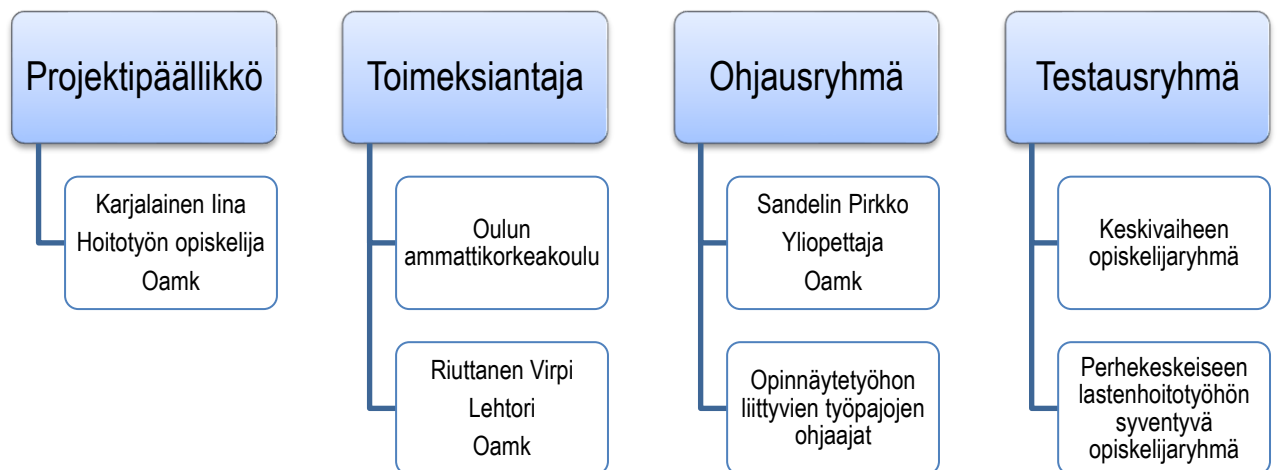 Projektipäällikkö
Karjalainen Iina
Hoitotyön opiskelija
Oamk
Toimeksiantaja
Oulun
ammattikorkeakoulu
Riuttanen Virpi
Lehtori
Oamk
Ohjausryhmä
Sandelin Pirkko
Yliopettaja
Oamk
Opinnäytetyöhon
liittyvien työpajojen
ohjaajat
Testausryhmä
Keskivaiheen
opiskelijaryhmä
Perhekeskeiseen
lastenhoitotyöhön
syventyvä
opiskelijaryhmä